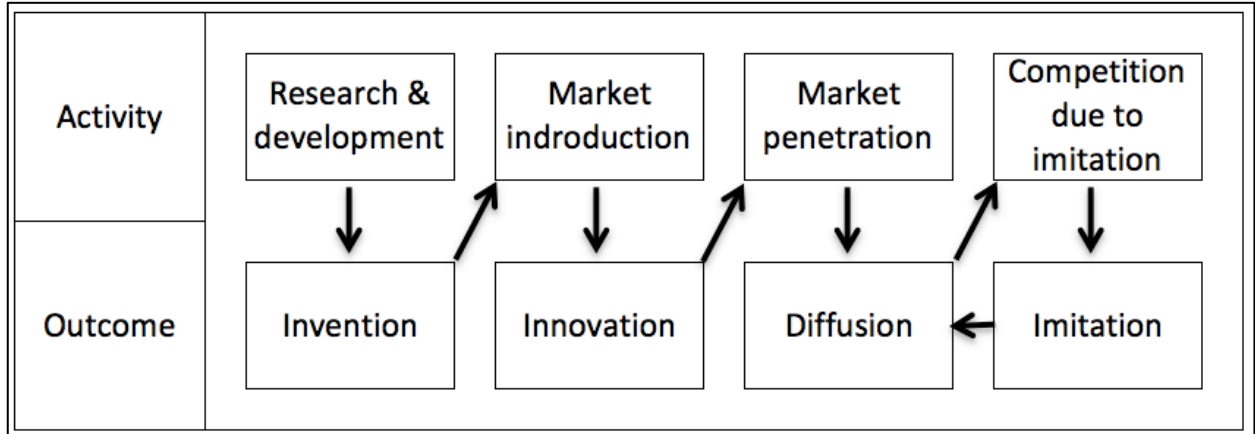 Activity
Research &
development
Market
indroduction
Market
penetration
Competition
due to
imitation
Outcome
Invention
Innovation
Diffusion
Imitation